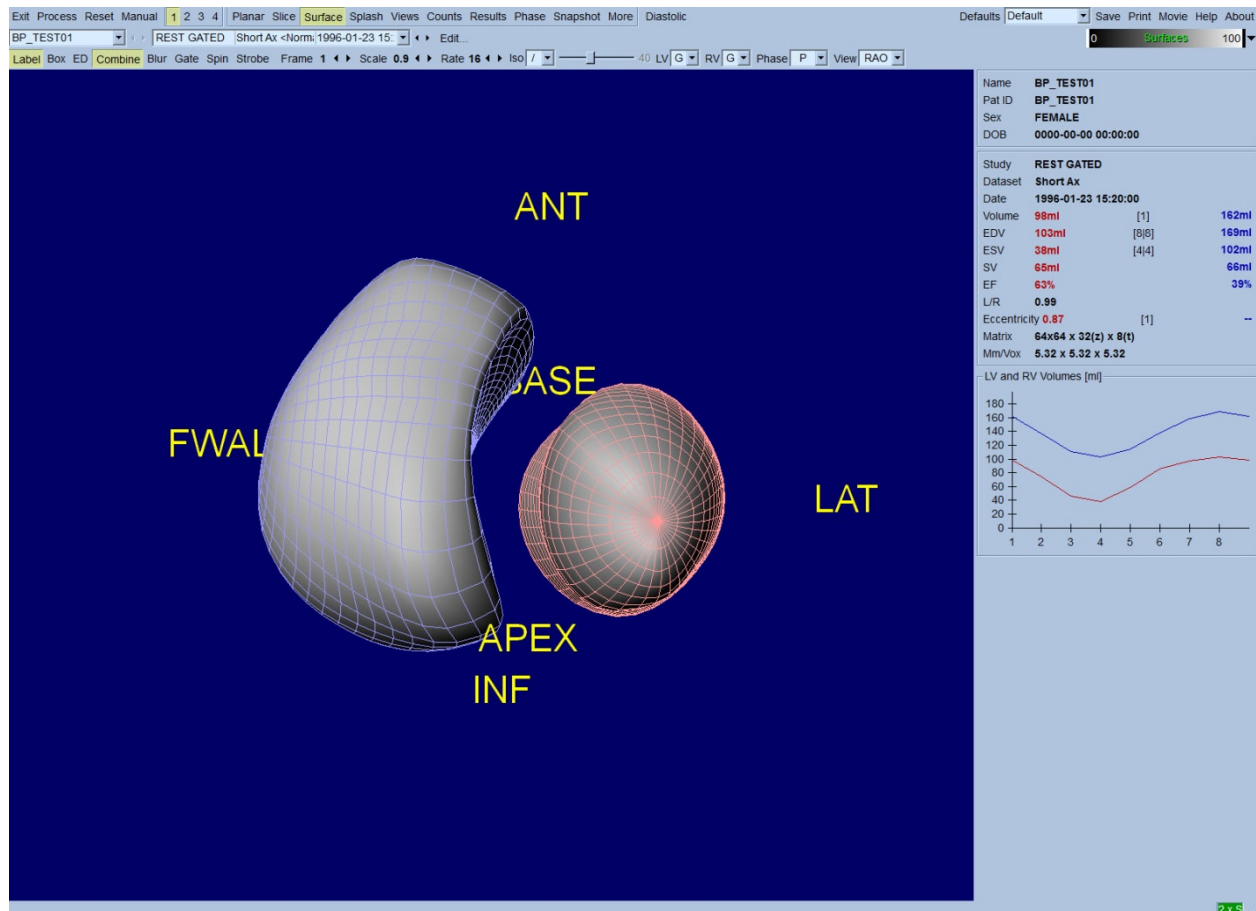 Exit Process Reset Manual 1 2 3 4 Planar Slice Surface Splash Views Counts Results Phase Snapshot More Diastolic Defaults Default Save Print Movie Help About
BP_TEST01 REST GATED Short Ax <Norm: 1996-01-23 15: Edit... 0 Surfaces 100
Label Box ED Combine Blur Gate Spin Strobe Frame 1 Scale 0.9 Rate 16 Iso / 40 LV G RV G Phase P View RAO
ANT
BASE
FWAL
LAT
APEX
INF
Name BP_TEST01
Pat ID BP_TEST01
Sex FEMALE
DOB 0000-00-00 00:00:00
Study REST GATED
Dataset Short Ax
Date 1996-01-23 15:20:00
Volume 98ml [1] 162ml
EDV 103ml [8|8] 169ml
ESV 38ml [4|4] 102ml
SV 65ml 66ml
EF 63% 39%
L/R 0.99
Eccentricity 0.87 [1] --
Matrix 64x64 x 32(z) x 8(t)
Mm/Vox 5.32 x 5.32 x 5.32
LV and RV Volumes [ml]
180
160
140
120
100
80
60
40
20
0
1 2 3 4 5 6 7 8
2 x S